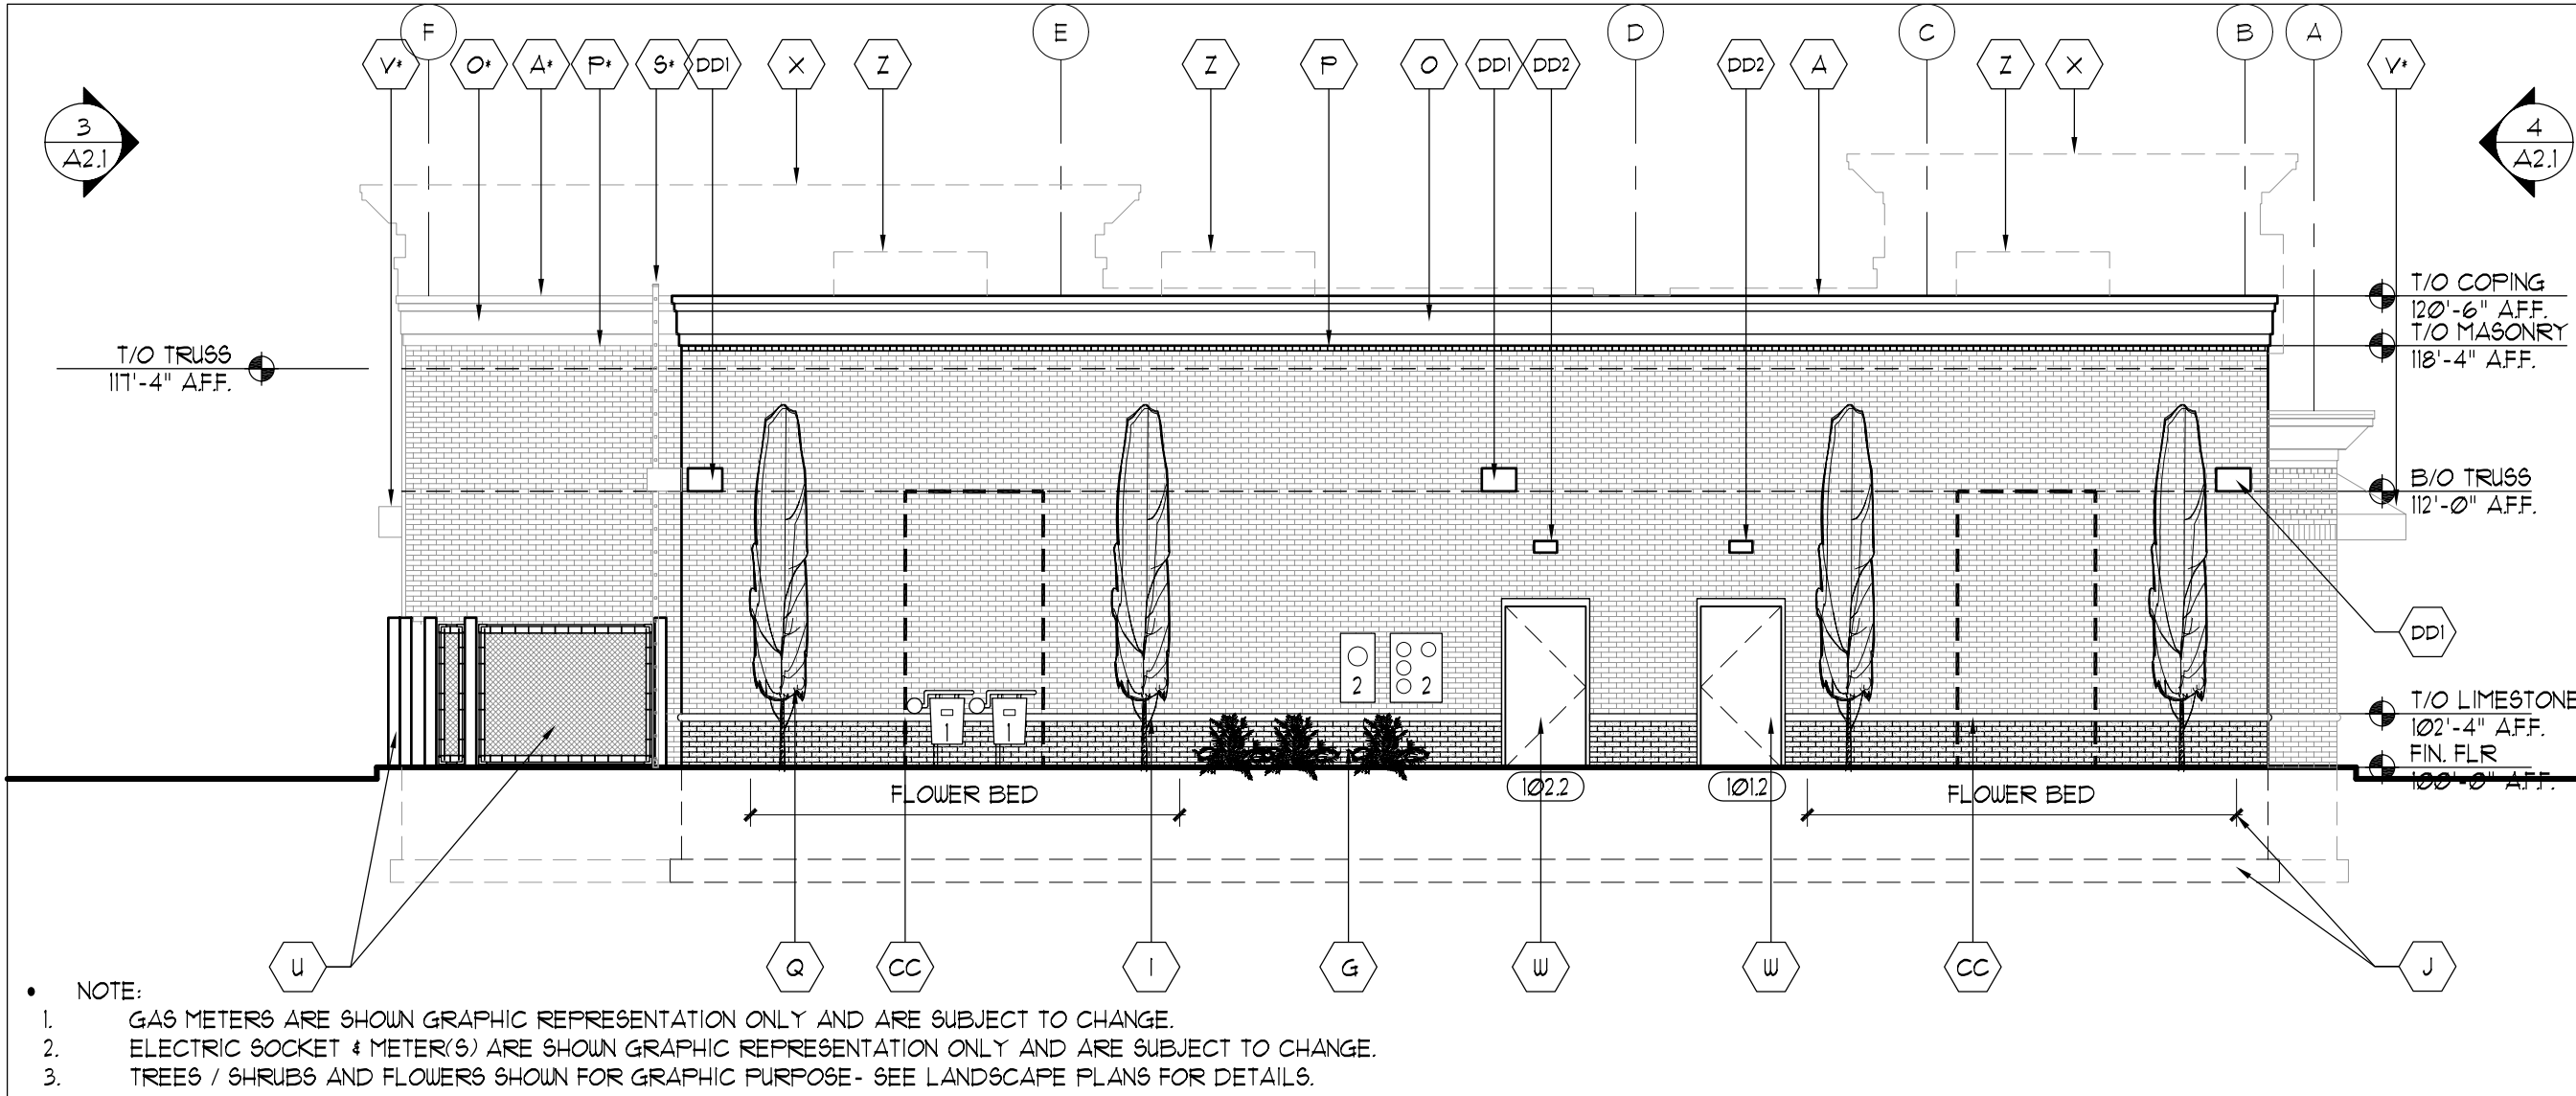 F
E
D
C
B
A
V*
O*
A*
P*
S*
DD1
X
Z
Z
P
O
DD1
DD2
DD2
A
Z
X
V*
3
A2.1
4
A2.1
T/O COPING
120'-6" A.F.F.
T/O MASONRY
118'-4" A.F.F.
T/O TRUSS
117'-4" A.F.F.
B/O TRUSS
112'-0" A.F.F.
DD1
2
2
T/O LIMESTONE
102'-4" A.F.F.
1
1
FIN. FLR
100'-0" A.F.F.
102.2
101.2
FLOWER BED
FLOWER BED
U
Q
CC
I
G
W
W
CC
J
• NOTE:
1. GAS METERS ARE SHOWN GRAPHIC REPRESENTATION ONLY AND ARE SUBJECT TO CHANGE.
2. ELECTRIC SOCKET & METER(S) ARE SHOWN GRAPHIC REPRESENTATION ONLY AND ARE SUBJECT TO CHANGE.
3. TREES / SHRUBS AND FLOWERS SHOWN FOR GRAPHIC PURPOSE- SEE LANDSCAPE PLANS FOR DETAILS.